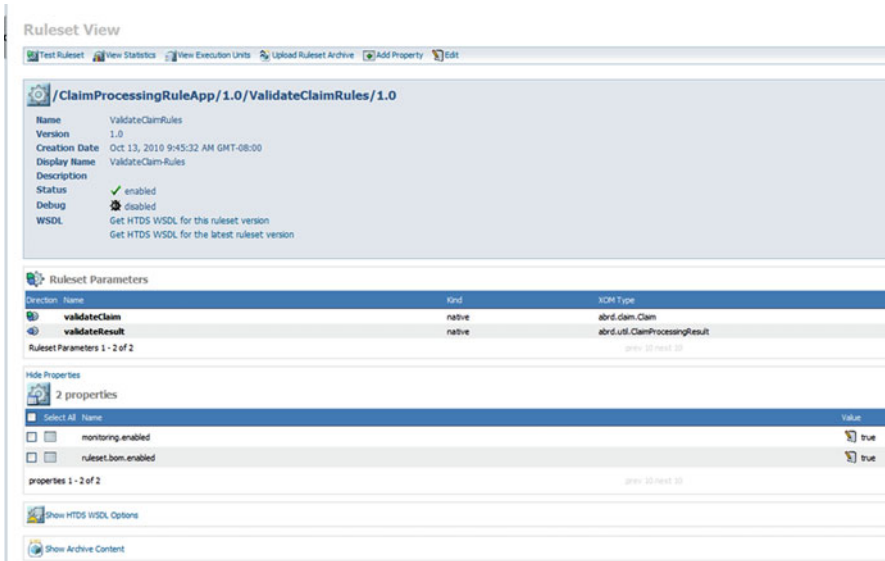 Ruleset View
Test Ruleset View Statistics View Execution Units Upload Ruleset Archive Add Property Edit
/ClaimProcessingRuleApp/1.0/ValidateClaimRules/1.0
Name ValidateClaimRules
Version 1.0
Creation Date Oct 13, 2010 9:45:32 AM GMT-08:00
Display Name ValidateClaim-Rules
Description
Status enabled
Debug disabled
WSDL Get HTDS WSDL for this ruleset version
Get HTDS WSDL for the latest ruleset version
Ruleset Parameters
Direction Name Kind XOM Type
validateClaim native abrd.claim.Claim
validateResult native abrd.util.ClaimProcessingResult
Ruleset Parameters 1 - 2 of 2 prev 10 next 10
Hide Properties
2 properties
Select All Name Value
monitoring.enabled true
ruleset.bom.enabled true
properties 1 - 2 of 2 prev 10 next 10
Show HTDS WSDL Options
Show Archive Content